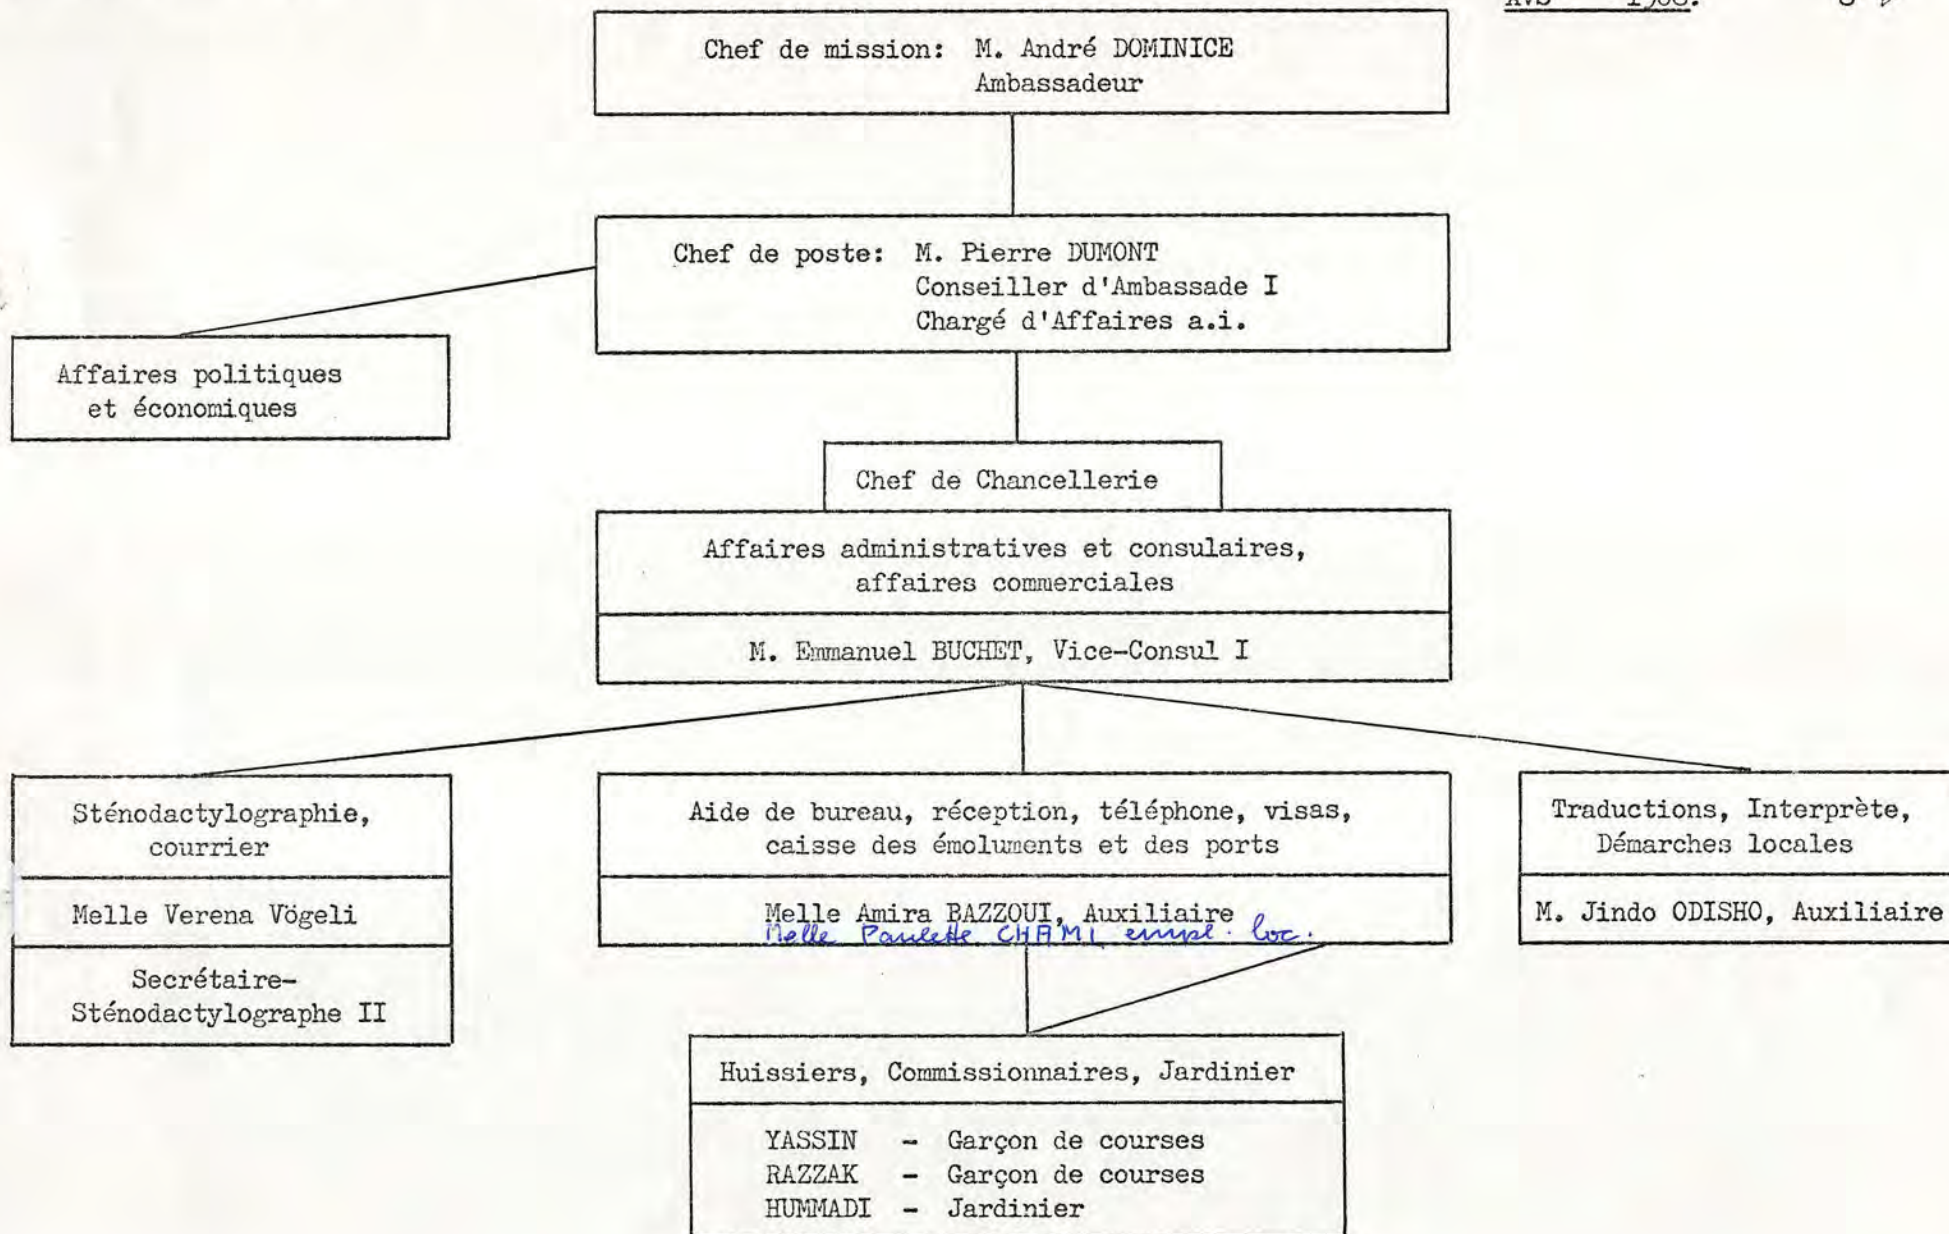 Chef de mission: M. André DOMINICE
Ambassadeur
Chef de poste: M. Pierre DUMONT
Conseiller d'Ambassade I
Chargé d'Affaires a.i.
Affaires politiques
et économiques
Chef de Chancellerie
Affaires administratives et consulaires,
affaires commerciales
M. Emmanuel BUCHET, Vice-Consul I
Sténodactylographie,
courrier
Melle Verena Vögeli
Secrétaire-
Sténodactylographe II
Aide de bureau, réception, téléphone, visas,
caisse des émoluments et des ports
Melle Amira BAZZOUI, Auxiliaire
Melle Paulette CHAMI empl. loc.
Traductions, Interprète,
Démarches locales
M. Jindo ODISHO, Auxiliaire
Huissiers, Commissionnaires, Jardinier
YASSIN - Garçon de courses
RAZZAK - Garçon de courses
HUMMADI - Jardinier